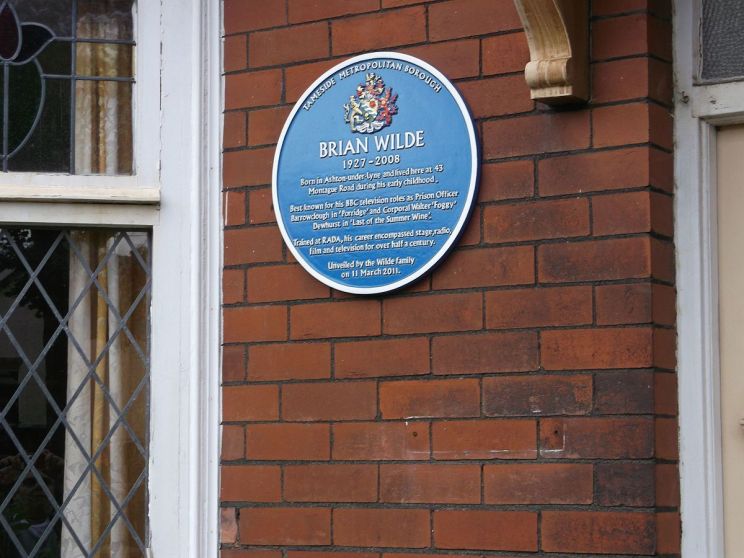 TAMESIDE METROPOLITAN BOROUGH
BRIAN WILDE
1927-2008
Born in Ashton-under-Lyne and lived here at 43
Montague Road during his early childhood.
Best known for his BBC television roles as Prison Officer
Barrowclough in 'Porridge' and Corporal Walter 'Foggy'
Dewhurst in 'Last of the Summer Wine'.
Trained at RADA, his career encompassed stage, radio,
film and television for over half a century.
Unveiled by the Wilde family
on 11 March 2011.